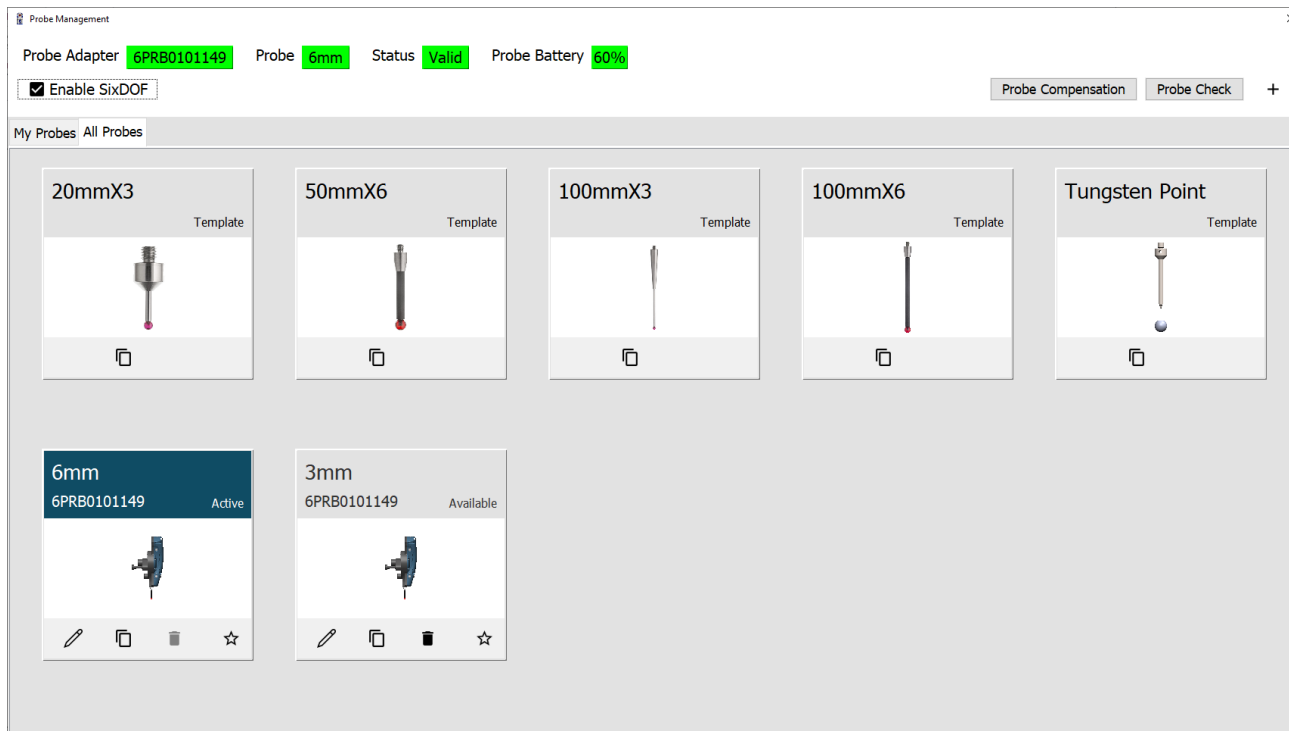 Probe Management
Probe Adapter 6PRB0101149 Probe 6mm Status Valid Probe Battery 60%
Enable SixDOF Probe Compensation Probe Check +
My Probes All Probes
20mmX3 50mmX6 100mmX3 100mmX6 Tungsten Point
Template Template Template Template Template
6mm 3mm
6PRB0101149 Active 6PRB0101149 Available